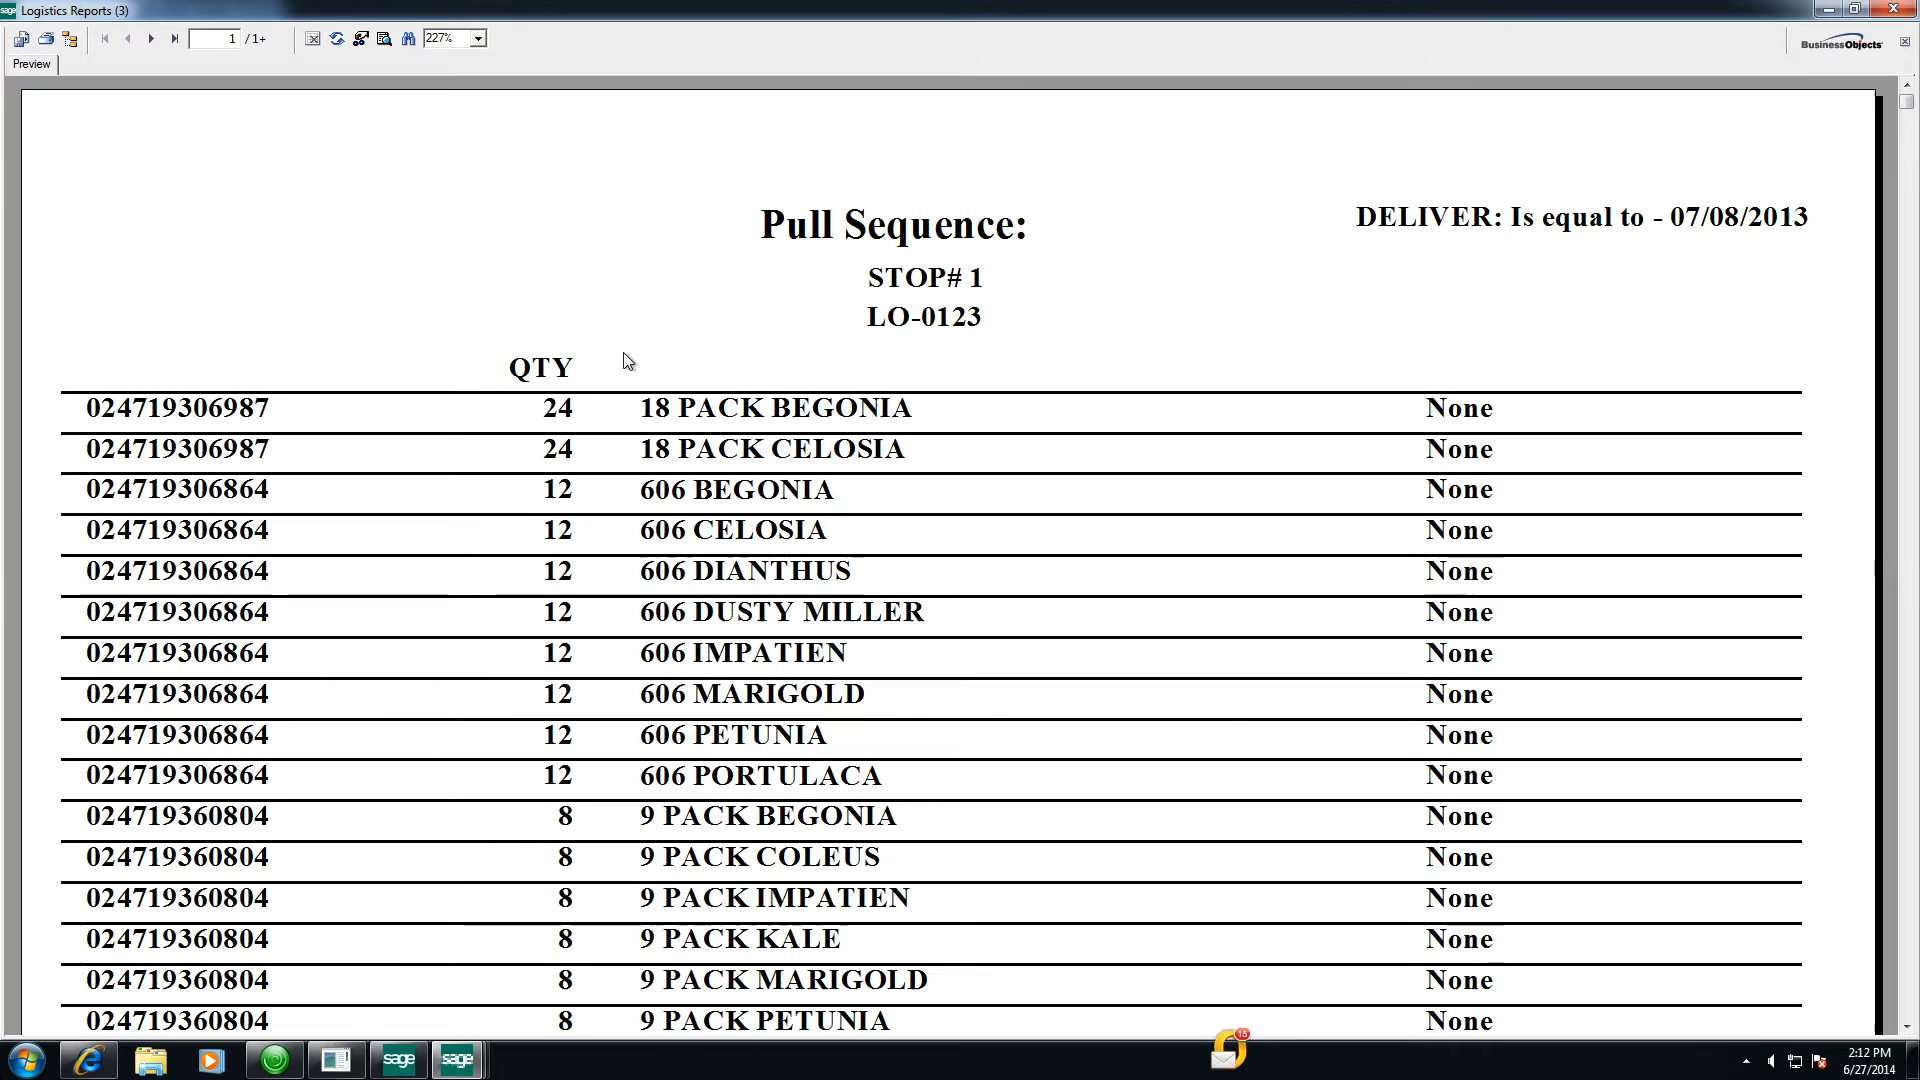 sage Logistics Reports (3)
1 / 1+ 227% BusinessObjects
Preview
Pull Sequence:
DELIVER: Is equal to - 07/08/2013
STOP# 1
LO-0123
QTY
024719306987 24 18 PACK BEGONIA None
024719306987 24 18 PACK CELOSIA None
024719306864 12 606 BEGONIA None
024719306864 12 606 CELOSIA None
024719306864 12 606 DIANTHUS None
024719306864 12 606 DUSTY MILLER None
024719306864 12 606 IMPATIEN None
024719306864 12 606 MARIGOLD None
024719306864 12 606 PETUNIA None
024719306864 12 606 PORTULACA None
024719360804 8 9 PACK BEGONIA None
024719360804 8 9 PACK COLEUS None
024719360804 8 9 PACK IMPATIEN None
024719360804 8 9 PACK KALE None
024719360804 8 9 PACK MARIGOLD None
024719360804 8 9 PACK PETUNIA None
sage sage 15 2:12 PM
6/27/2014